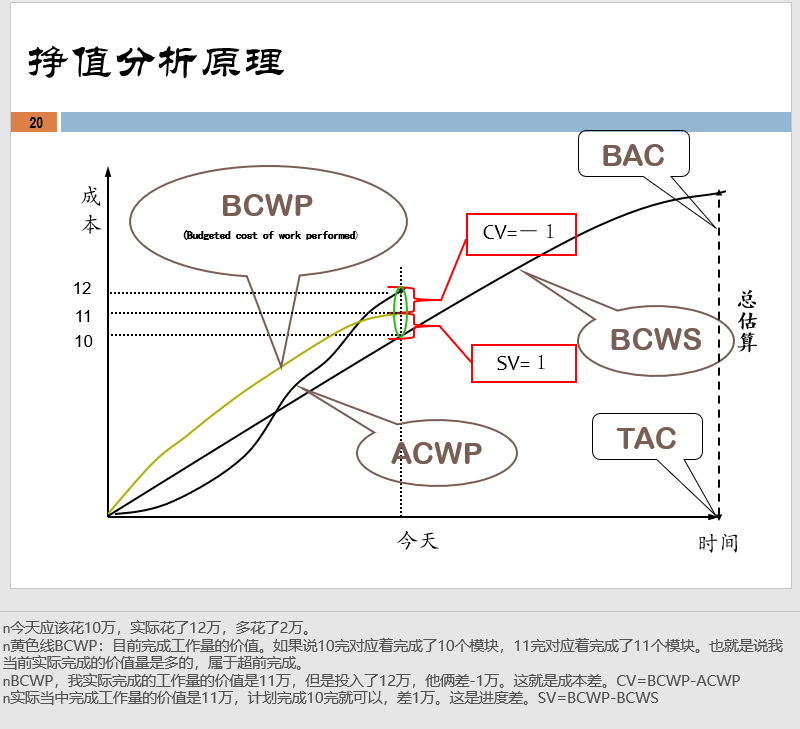 挣值分析原理
20
BAC
成本
BCWP
(Budgeted cost of work performed)
CV=－1
12
11
10
总估算
BCWS
SV=1
TAC
ACWP
今天
时间
n今天应该花10万，实际花了12万，多花了2万。
n黄色线BCWP：目前完成工作量的价值。如果说10完对应着完成了10个模块，11完对应着完成了11个模块。也就是说我
当前实际完成的价值量是多的，属于超前完成。
nBCWP，我实际完成的工作量的价值是11万，但是投入了12万，他俩差-1万。这就是成本差。CV=BCWP-ACWP
n实际当中完成工作量的价值是11万，计划完成10完就可以，差1万。这是进度差。SV=BCWP-BCWS